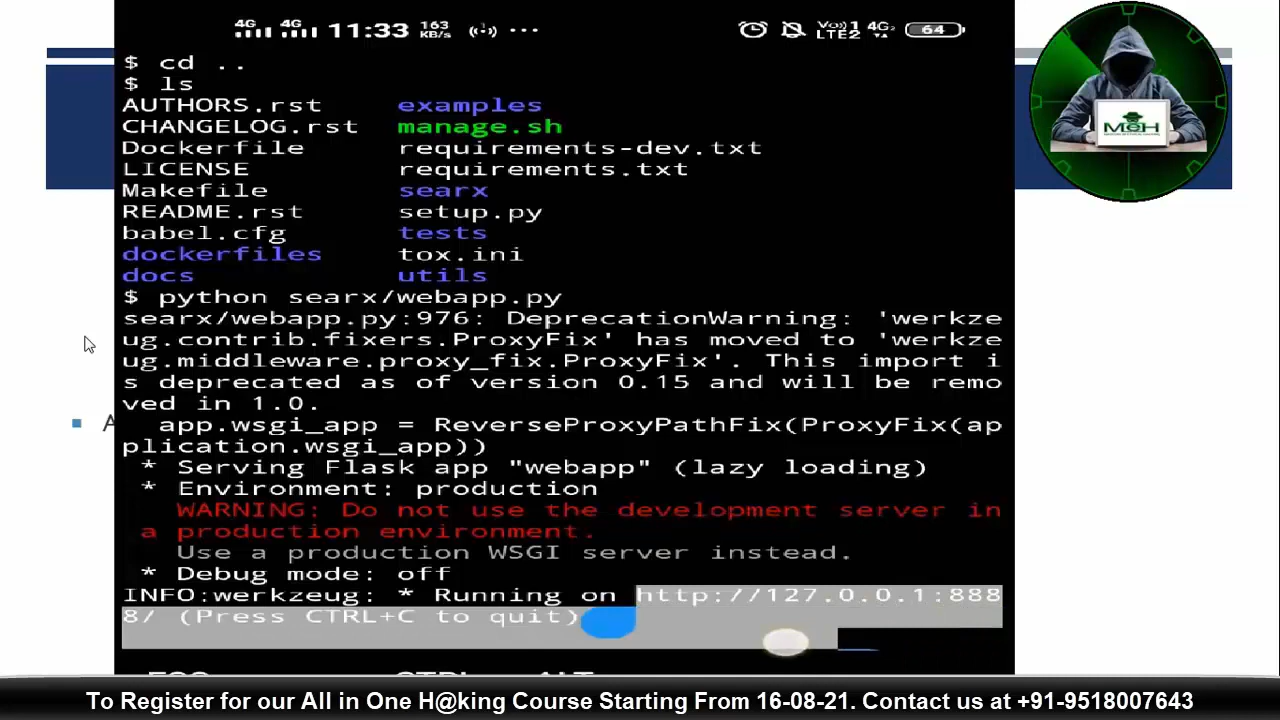 4G 4G 11:33 163 KB/s ··· Vo)) 1 LTE2 4G2 64
$ cd ..
$ ls
AUTHORS.rst examples
CHANGELOG.rst manage.sh
Dockerfile requirements-dev.txt
LICENSE requirements.txt
Makefile searx
README.rst setup.py
babel.cfg tests
dockerfiles tox.ini
docs utils
$ python searx/webapp.py
searx/webapp.py:976: DeprecationWarning: 'werkze
ug.contrib.fixers.ProxyFix' has moved to 'werkze
ug.middleware.proxy_fix.ProxyFix'. This import i
s deprecated as of version 0.15 and will be remo
ved in 1.0.
app.wsgi_app = ReverseProxyPathFix(ProxyFix(ap
plication.wsgi_app))
* Serving Flask app "webapp" (lazy loading)
* Environment: production
WARNING: Do not use the development server in
a production environment.
Use a production WSGI server instead.
* Debug mode: off
INFO:werkzeug: * Running on http://127.0.0.1:888
8/ (Press CTRL+C to quit)
MeH
To Register for our All in One H@king Course Starting From 16-08-21. Contact us at +91-9518007643